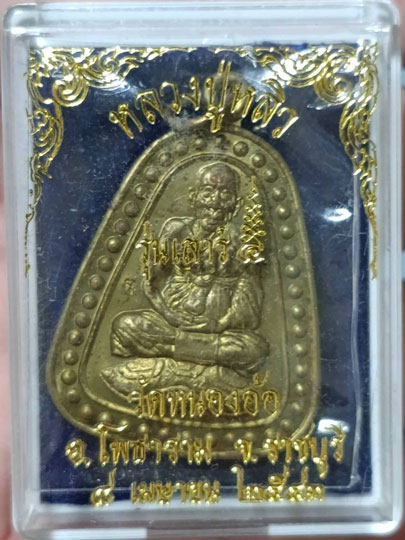 หลวงปู่หลิว
รุ่นเสาร์ ๕
วัดหนองอ้อ
อ.โพธาราม จ.ราชบุรี
๘ เมษายน ๒๕๔๓